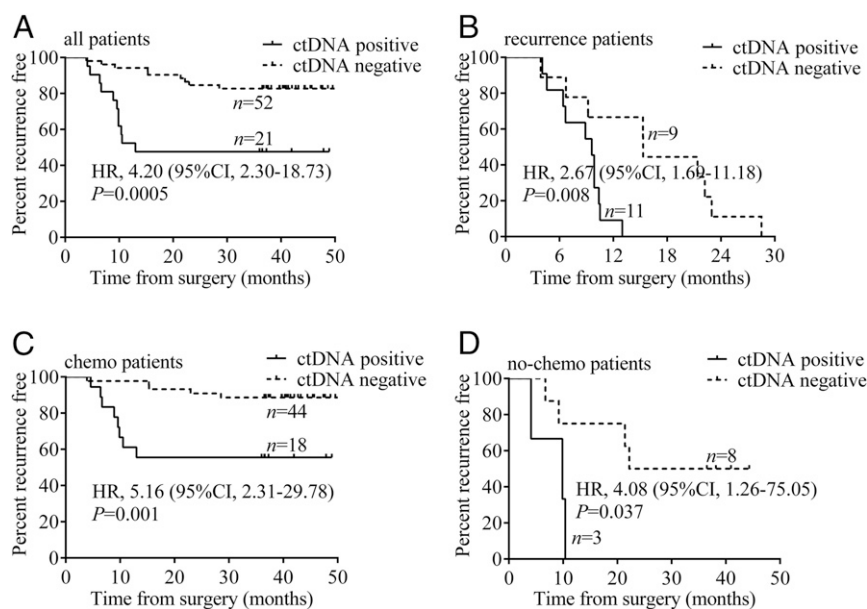 A
all patients
ctDNA positive
ctDNA negative
Percent recurrence free
100
80
60
40
20
0
n=52
n=21
HR, 4.20 (95%CI, 2.30-18.73)
P=0.0005
0 10 20 30 40 50
Time from surgery (months)
B
recurrence patients
ctDNA positive
ctDNA negative
Percent recurrence free
100
80
60
40
20
0
n=9
HR, 2.67 (95%CI, 1.69-11.18)
P=0.008
n=11
0 6 12 18 24 30
Time from surgery (months)
C
chemo patients
ctDNA positive
ctDNA negative
Percent recurrence free
100
80
60
40
20
0
n=44
n=18
HR, 5.16 (95%CI, 2.31-29.78)
P=0.001
0 10 20 30 40 50
Time from surgery (months)
D
no-chemo patients
ctDNA positive
ctDNA negative
Percent recurrence free
100
80
60
40
20
0
n=8
HR, 4.08 (95%CI, 1.26-75.05)
P=0.037
n=3
0 10 20 30 40 50
Time from surgery (months)